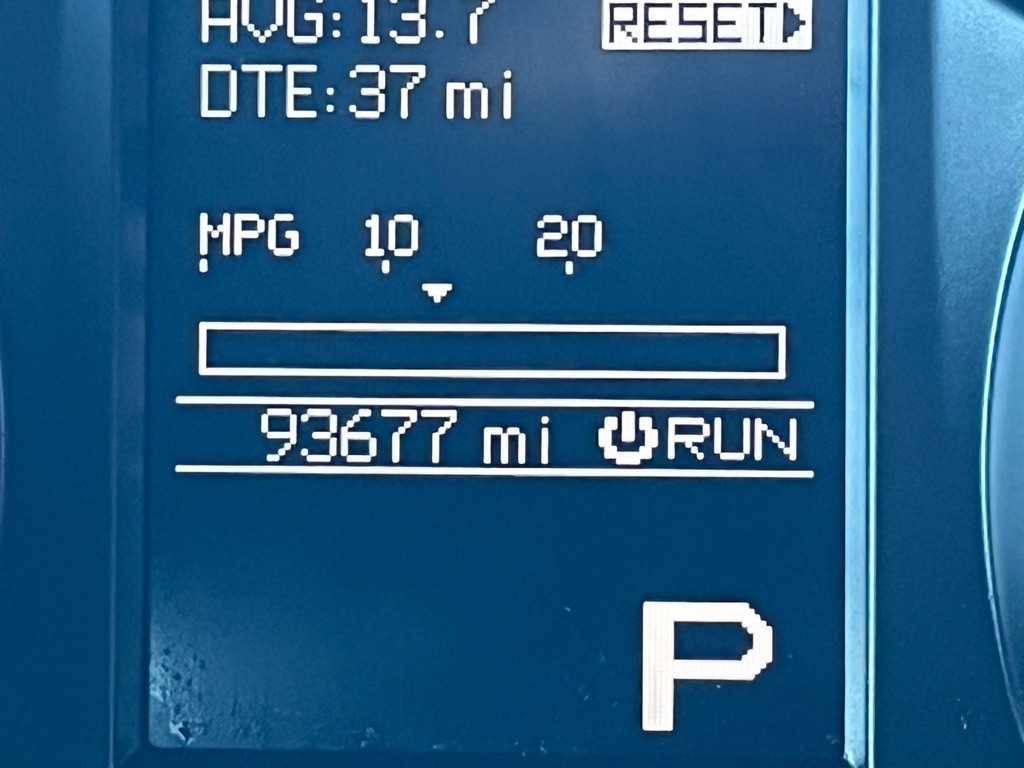 AVG:13.7 RESET
DTE:37 mi
MPG 10 20
93677 mi RUN
P